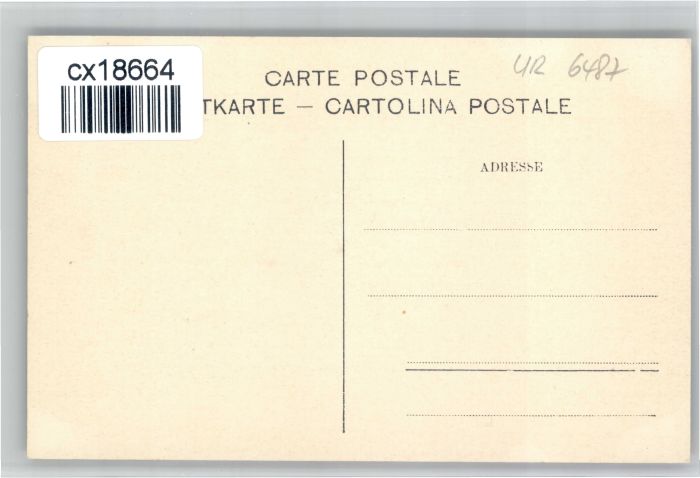 cx18664
UR 6487
CARTE POSTALE
TKARTE — CARTOLINA POSTALE
ADRESSE